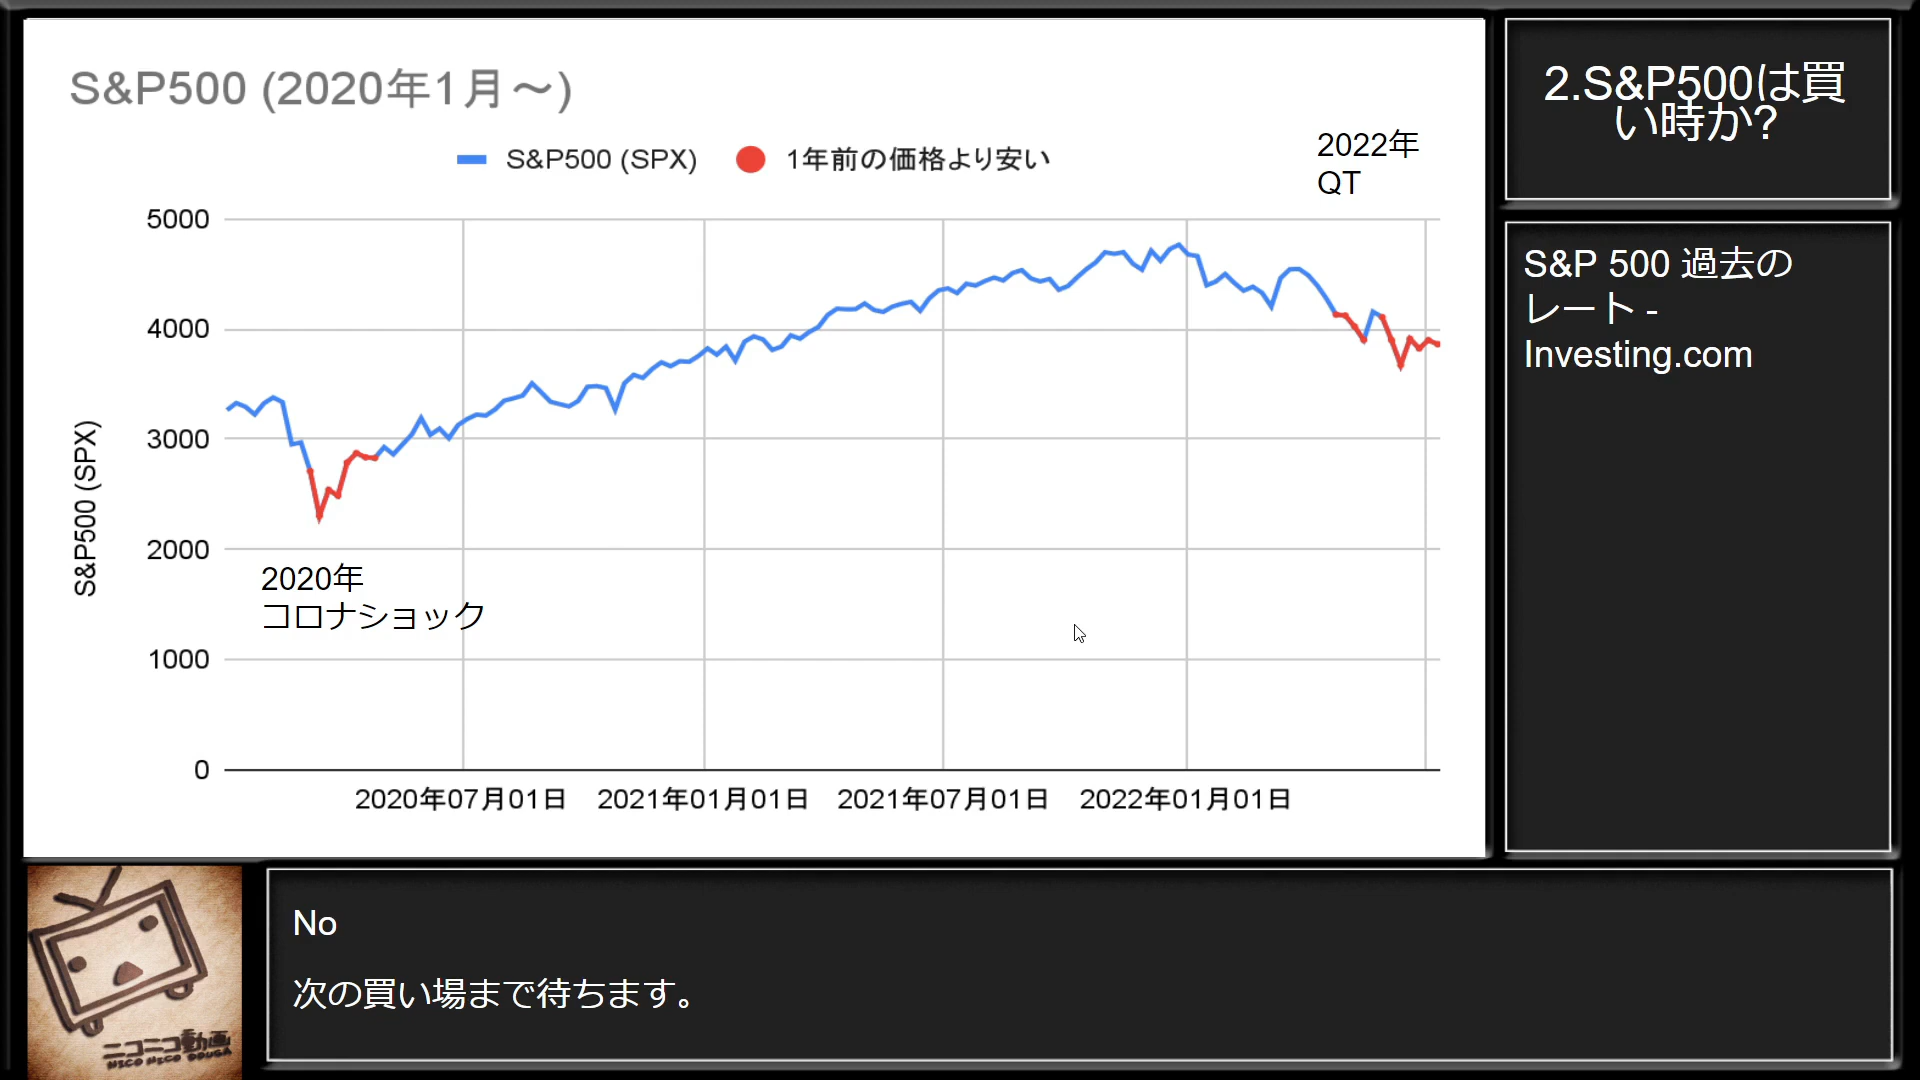 S&P500 (2020年1月～)
S&P500 (SPX)
1年前の価格より安い
2022年
QT
5000
4000
3000
2000
1000
0
S&P500 (SPX)
2020年
コロナショック
2020年07月01日
2021年01月01日
2021年07月01日
2022年01月01日
2.S&P500は買
い時か?
S&P 500 過去の
レート -
Investing.com
ニコニコ動画
NICO NICO DOUGA
No
次の買い場まで待ちます。